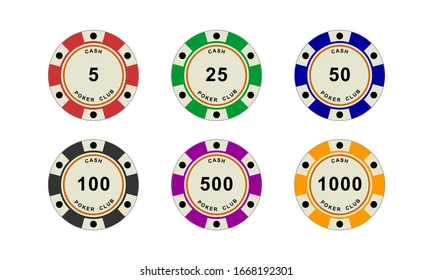 CASH
5
POKER CLUB
CASH
25
POKER CLUB
CASH
50
POKER CLUB
CASH
100
POKER CLUB
CASH
500
POKER CLUB
CASH
1000
POKER CLUB
shutterstock.com · 1668192301